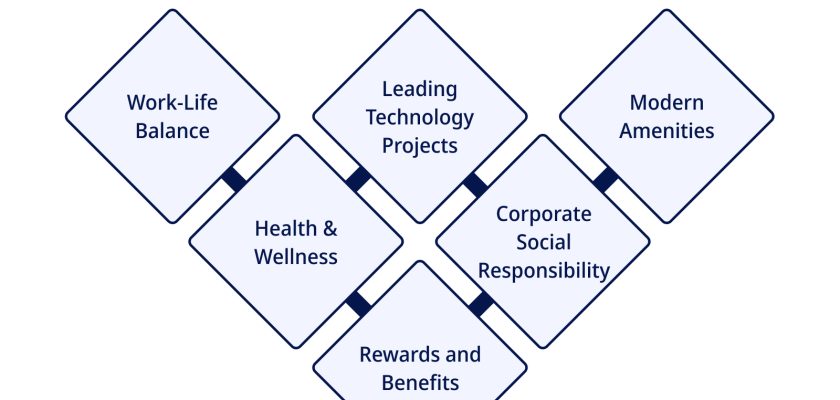 Work-Life
Balance
Leading
Technology
Projects
Modern
Amenities
Health &
Wellness
Corporate
Social
Responsibility
Rewards and
Benefits